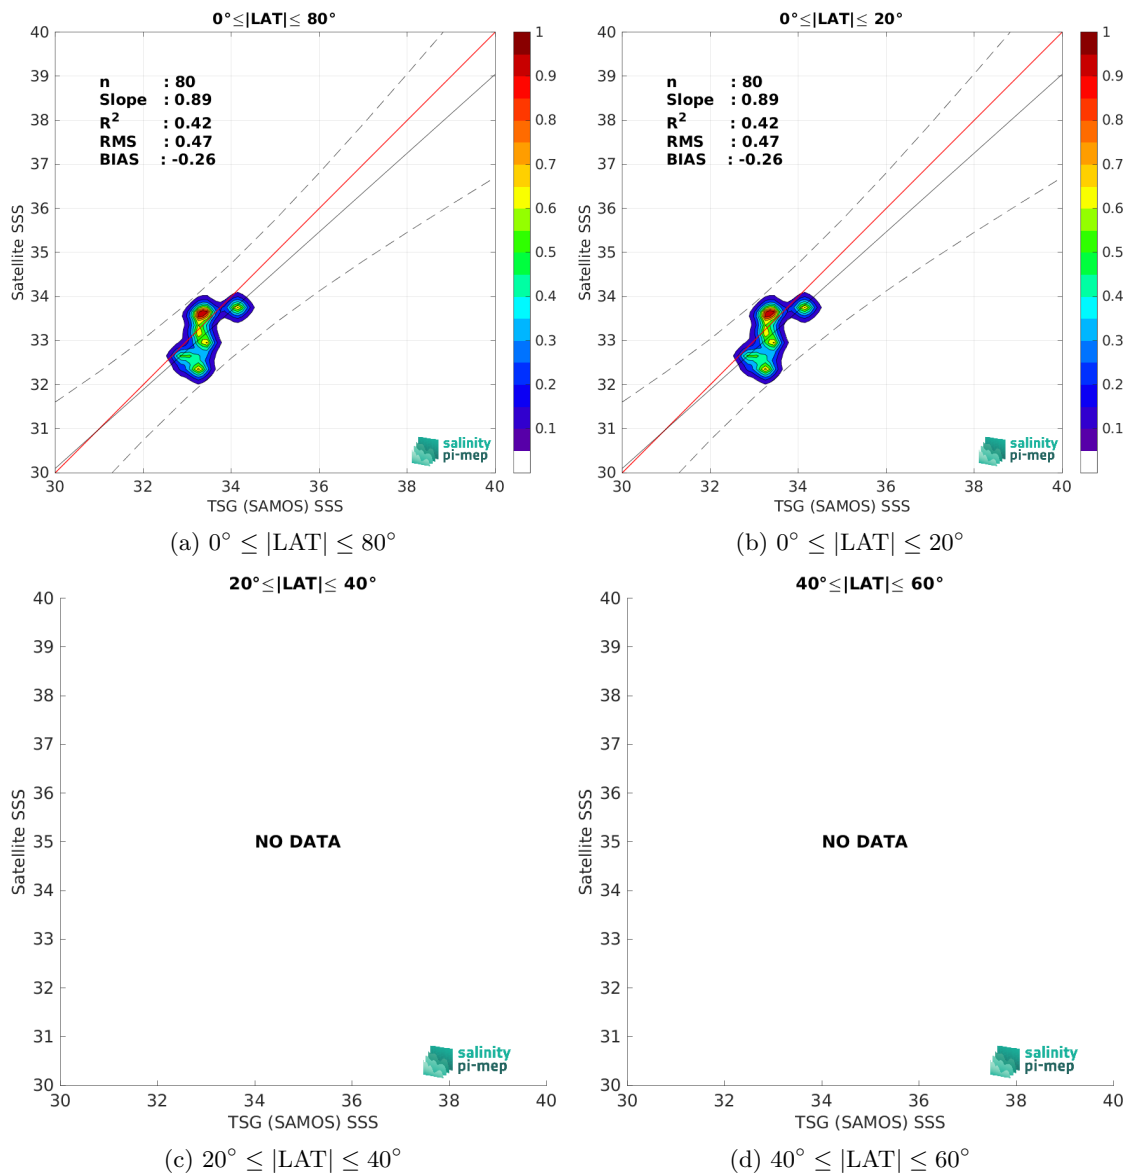 0°≤|LAT|≤ 80°
40
39
38
37
36
35
34
33
32
31
30
Satellite SSS
n : 80
Slope : 0.89
R² : 0.42
RMS : 0.47
BIAS : -0.26
1
0.9
0.8
0.7
0.6
0.5
0.4
0.3
0.2
0.1
salinity
pi-mep
30 32 34 36 38 40
TSG (SAMOS) SSS
(a) 0° ≤ |LAT| ≤ 80°
0°≤|LAT|≤ 20°
40
39
38
37
36
35
34
33
32
31
30
Satellite SSS
n : 80
Slope : 0.89
R² : 0.42
RMS : 0.47
BIAS : -0.26
1
0.9
0.8
0.7
0.6
0.5
0.4
0.3
0.2
0.1
salinity
pi-mep
30 32 34 36 38 40
TSG (SAMOS) SSS
(b) 0° ≤ |LAT| ≤ 20°
20°≤|LAT|≤ 40°
40
39
38
37
36
35
34
33
32
31
30
Satellite SSS
NO DATA
salinity
pi-mep
30 32 34 36 38 40
TSG (SAMOS) SSS
(c) 20° ≤ |LAT| ≤ 40°
40°≤|LAT|≤ 60°
40
39
38
37
36
35
34
33
32
31
30
Satellite SSS
NO DATA
salinity
pi-mep
30 32 34 36 38 40
TSG (SAMOS) SSS
(d) 40° ≤ |LAT| ≤ 60°